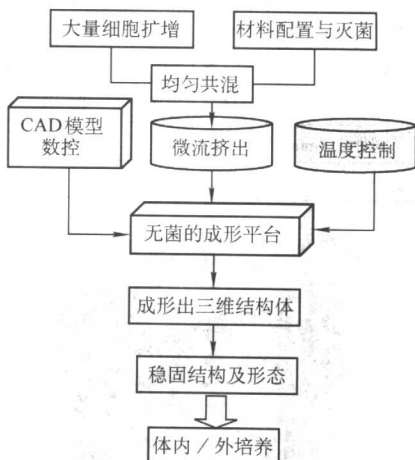 大量细胞扩增
材料配置与灭菌
均匀共混
CAD模型
数控
微流挤出
温度控制
无菌的成形平台
成形出三维结构体
稳固结构及形态
体内/外培养